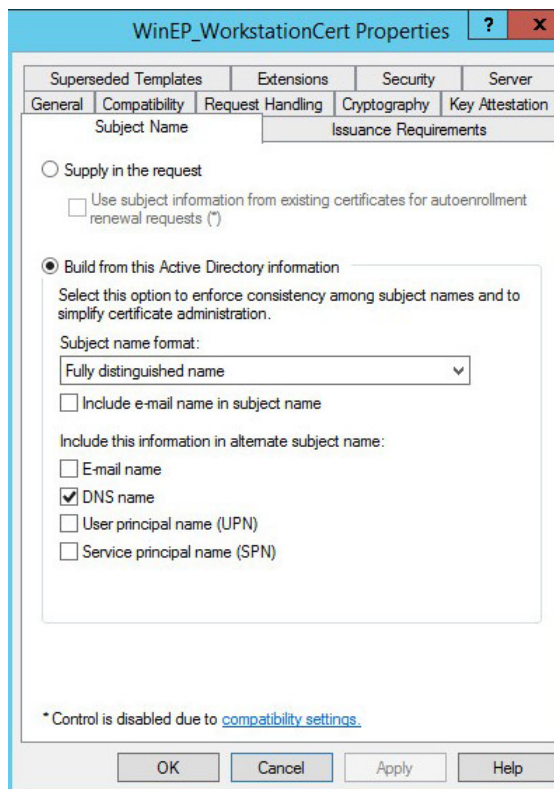 WinEP_WorkstationCert Properties
? x
Superseded Templates Extensions Security Server
General Compatibility Request Handling Cryptography Key Attestation
Subject Name Issuance Requirements
Supply in the request
Use subject information from existing certificates for autoenrollment
renewal requests (*)
Build from this Active Directory information
Select this option to enforce consistency among subject names and to
simplify certificate administration.
Subject name format:
Fully distinguished name
Include e-mail name in subject name
Include this information in alternate subject name:
E-mail name
DNS name
User principal name (UPN)
Service principal name (SPN)
* Control is disabled due to compatibility settings.
OK Cancel Apply Help